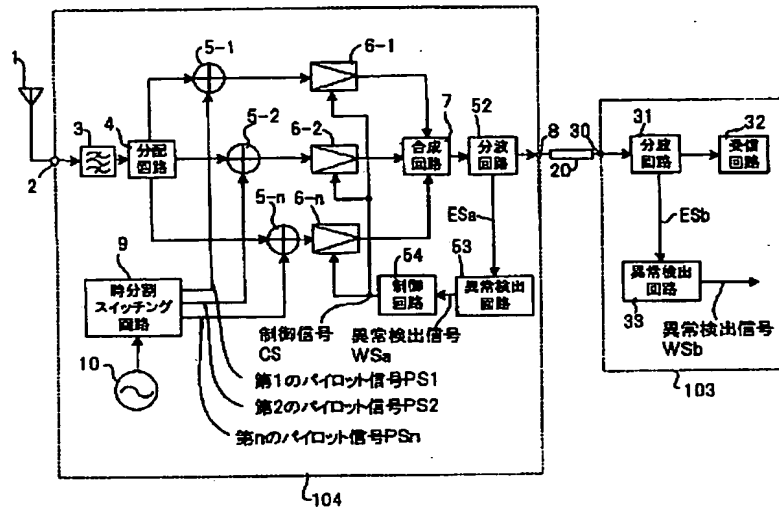 1
2
3
4
分配
回路
5-1
5-2
5-n
6-1
6-2
6-n
7
合成
回路
52
分波
回路
8
20
30
31
分波
回路
32
受信
回路
ESa
ESb
9
時分割
スイッチング
回路
10
54
制御
回路
53
異常検出
回路
異常検出
回路
33
制御信号
CS
異常検出信号
WSa
異常検出信号
WSb
第1のパイロット信号PS1
第2のパイロット信号PS2
第nのパイロット信号PSn
103
104